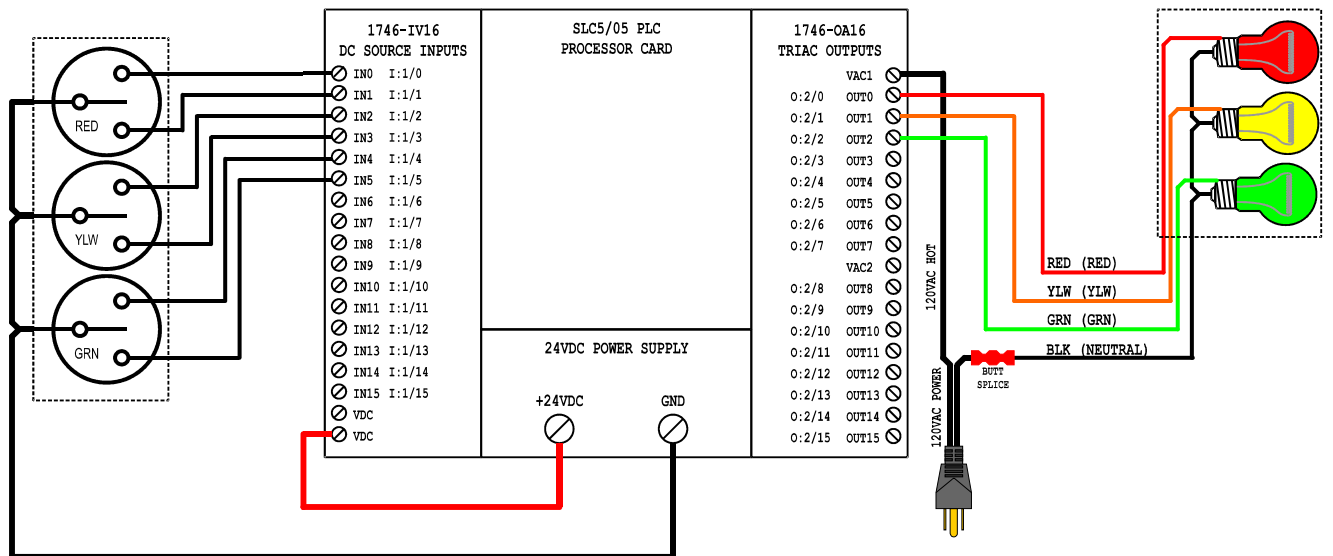 1746-IV16
DC SOURCE INPUTS
IN0 I:1/0
IN1 I:1/1
IN2 I:1/2
IN3 I:1/3
IN4 I:1/4
IN5 I:1/5
IN6 I:1/6
IN7 I:1/7
IN8 I:1/8
IN9 I:1/9
IN10 I:1/10
IN11 I:1/11
IN12 I:1/12
IN13 I:1/13
IN14 I:1/14
IN15 I:1/15
VDC
VDC
RED
YLW
GRN
SLC5/05 PLC
PROCESSOR CARD
24VDC POWER SUPPLY
+24VDC GND
1746-OA16
TRIAC OUTPUTS
VAC1
O:2/0 OUT0
O:2/1 OUT1
O:2/2 OUT2
O:2/3 OUT3
O:2/4 OUT4
O:2/5 OUT5
O:2/6 OUT6
O:2/7 OUT7
VAC2
O:2/8 OUT8
O:2/9 OUT9
O:2/10 OUT10
O:2/11 OUT11
O:2/12 OUT12
O:2/13 OUT13
O:2/14 OUT14
O:2/15 OUT15
120VAC HOT
120VAC POWER
RED (RED)
YLW (YLW)
GRN (GRN)
BLK (NEUTRAL)
BUTT
SPLICE